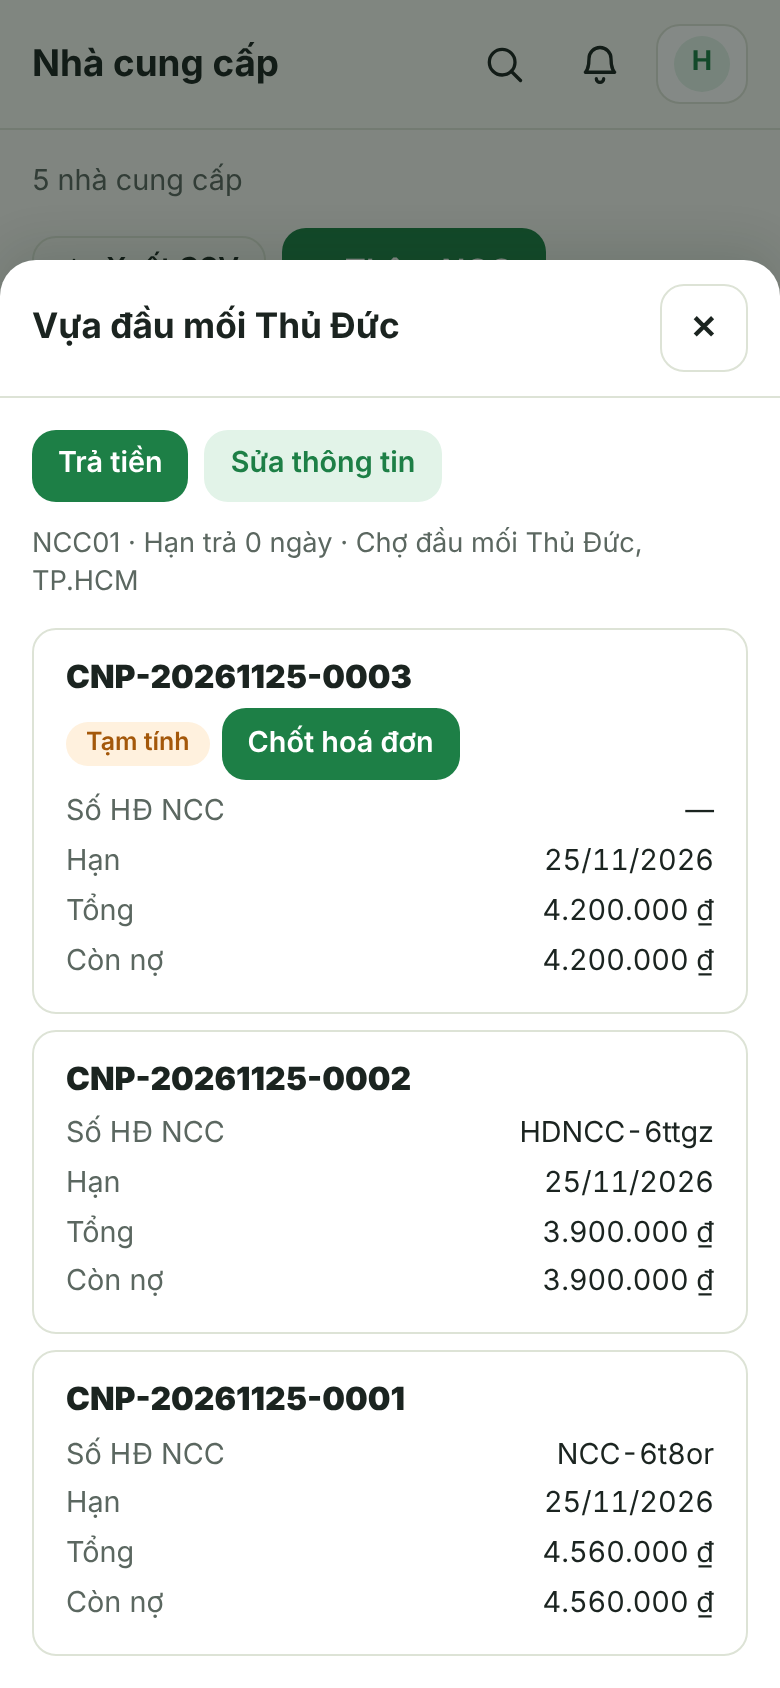 Nhà cung cấp
H
5 nhà cung cấp
Vựa đầu mối Thủ Đức
Trả tiền
Sửa thông tin
NCC01 · Hạn trả 0 ngày · Chợ đầu mối Thủ Đức,
TP.HCM
CNP-20261125-0003
Tạm tính
Chốt hoá đơn
Số HĐ NCC —
Hạn 25/11/2026
Tổng 4.200.000 ₫
Còn nợ 4.200.000 ₫
CNP-20261125-0002
Số HĐ NCC HDNCC-6ttgz
Hạn 25/11/2026
Tổng 3.900.000 ₫
Còn nợ 3.900.000 ₫
CNP-20261125-0001
Số HĐ NCC NCC-6t8or
Hạn 25/11/2026
Tổng 4.560.000 ₫
Còn nợ 4.560.000 ₫